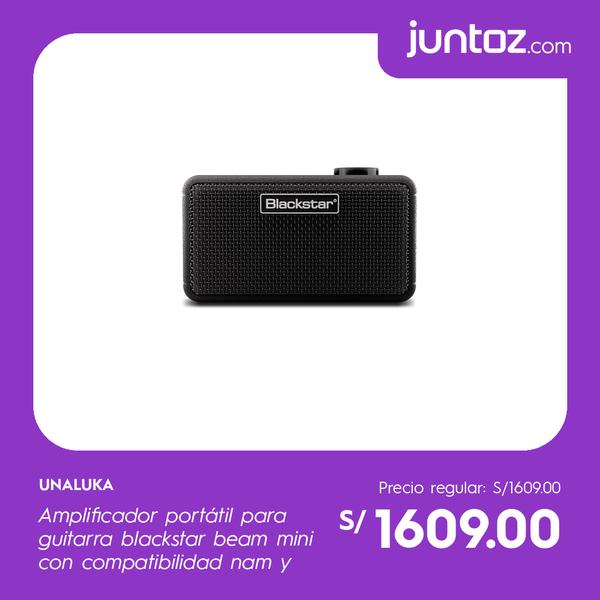 juntoz.com
Blackstar®
UNALUKA
Amplificador portátil para
guitarra blackstar beam mini
con compatibilidad nam y
Precio regular: S/1609.00
S/ 1609.00